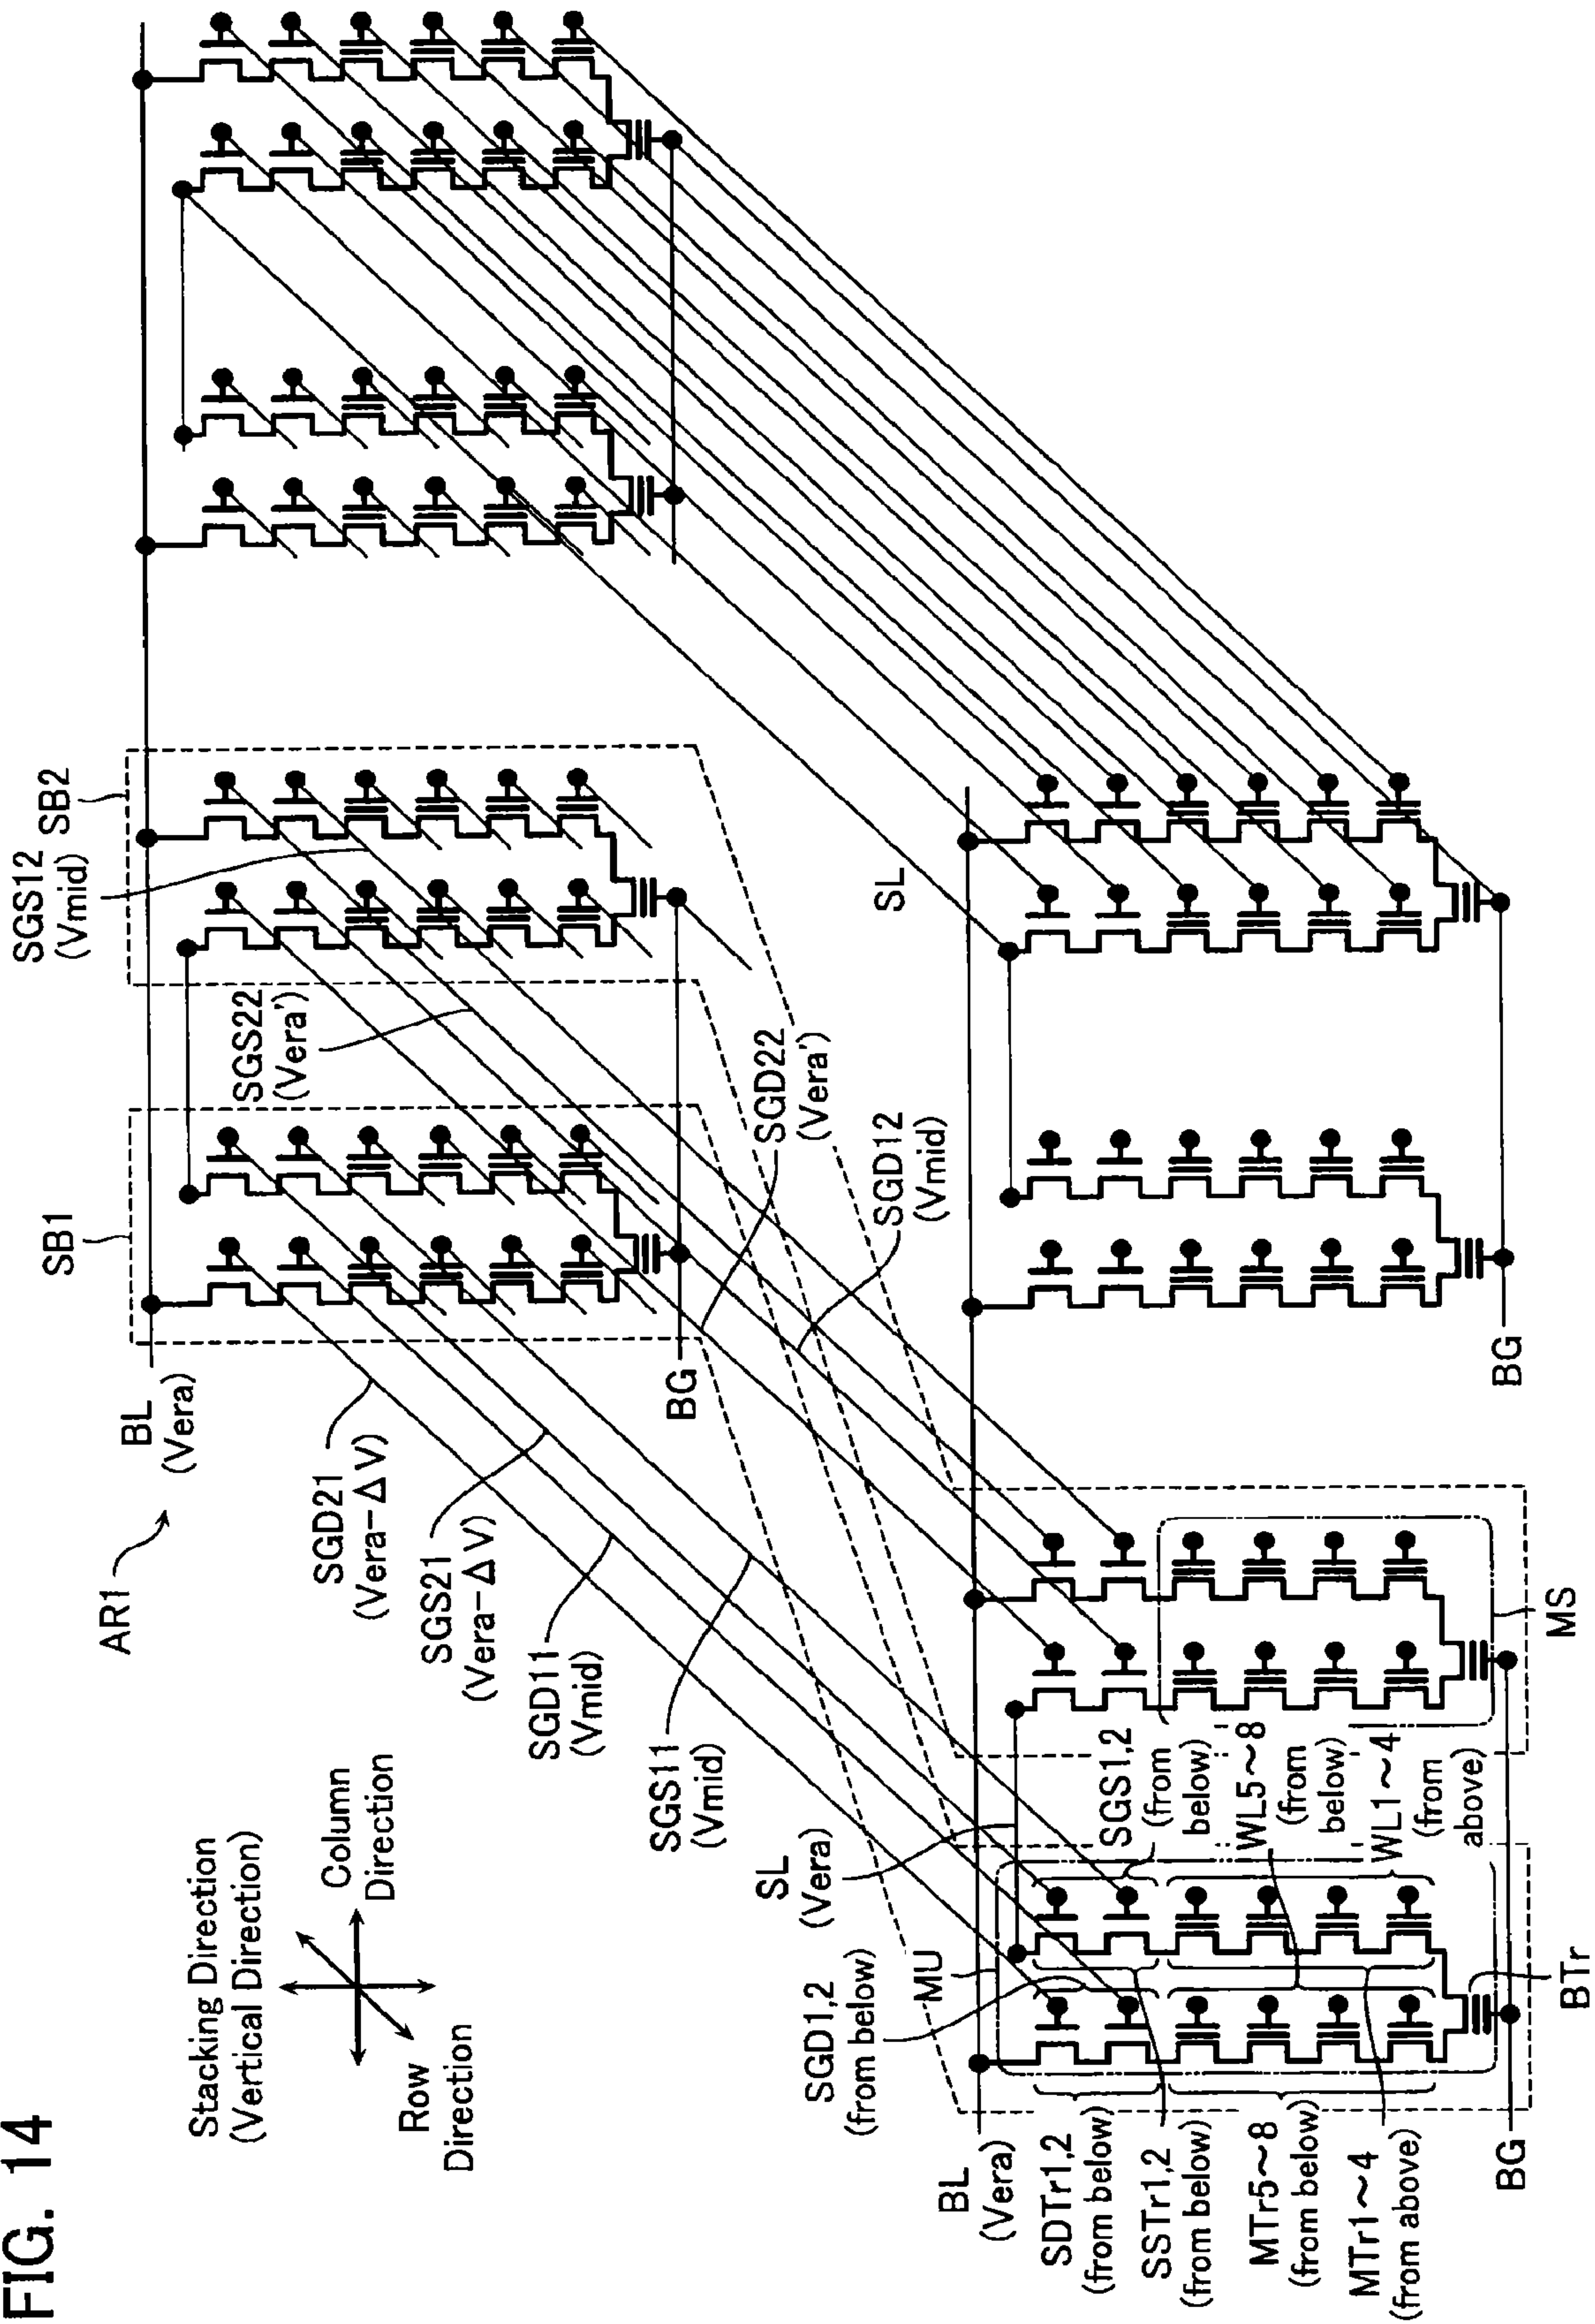 FIG. 14
Stacking Direction
(Vertical Direction)
Column
Direction
Row
Direction
AR1
BL
(Vera)
SB1
SGS12
(Vmid)
SB2
SGS22
(Vera')
SGD21
(Vera-ΔV)
SGS21
(Vera-ΔV)
SGD11
(Vmid)
SGS11
(Vmid)
BG
SGD22
(Vera')
SGD12
(Vmid)
SL
SL
(Vera)
SGD1,2
(from below)
MU
SGS1,2
(from
below)
WL5~8
(from
below)
WL1~4
(from
above)
MS
BL
(Vera)
SDTr1,2
(from below)
SSTr1,2
(from below)
MTr5~8
(from below)
MTr1~4
(from above)
BG
BTr
BG